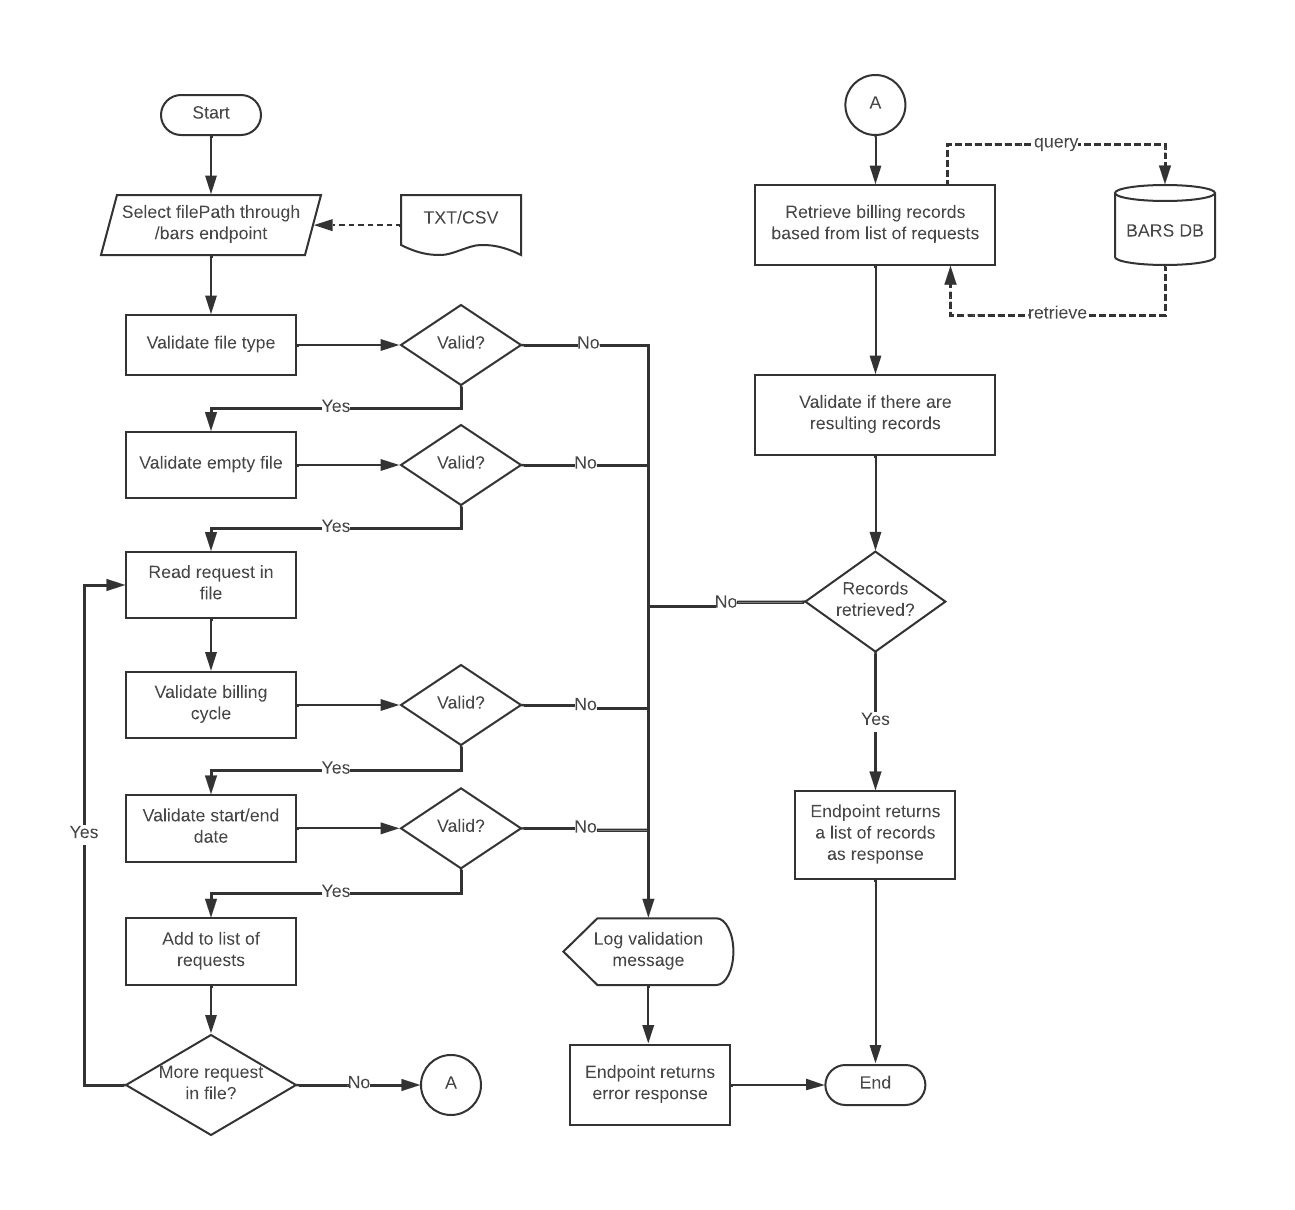 Start
Select filePath through
/bars endpoint
TXT/CSV
Validate file type
Valid?
No
Yes
Validate empty file
Valid?
No
Yes
Read request in
file
Validate billing
cycle
Valid?
No
Yes
Validate start/end
date
Valid?
No
Yes
Add to list of
requests
More request
in file?
Yes
No
A
Log validation
message
Endpoint returns
error response
A
Retrieve billing records
based from list of requests
query
BARS DB
retrieve
Validate if there are
resulting records
Records
retrieved?
No
Yes
Endpoint returns
a list of records
as response
End